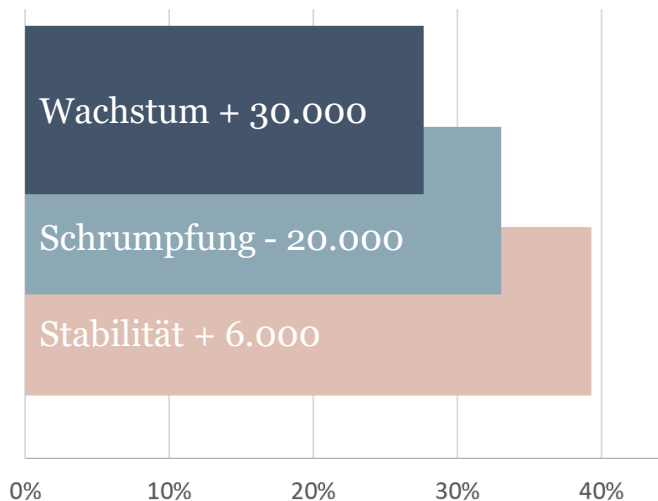 Wachstum + 30.000
Schrumpfung - 20.000
Stabilität + 6.000
0% 10% 20% 30% 40%